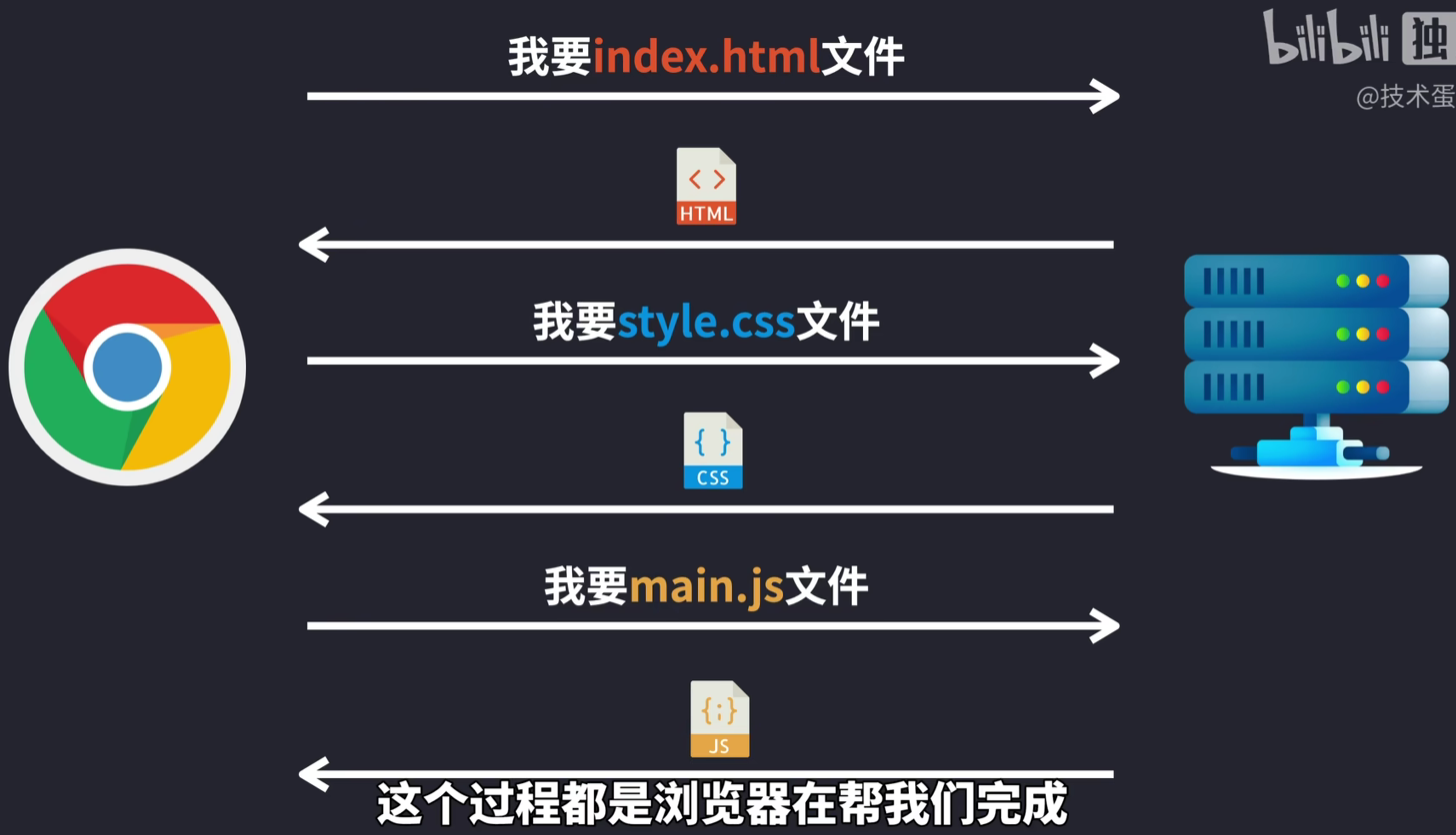 bilibili 独
@技术蛋
我要index.html文件
HTML
我要style.css文件
CSS
我要main.js文件
JS
这个过程都是浏览器在帮我们完成